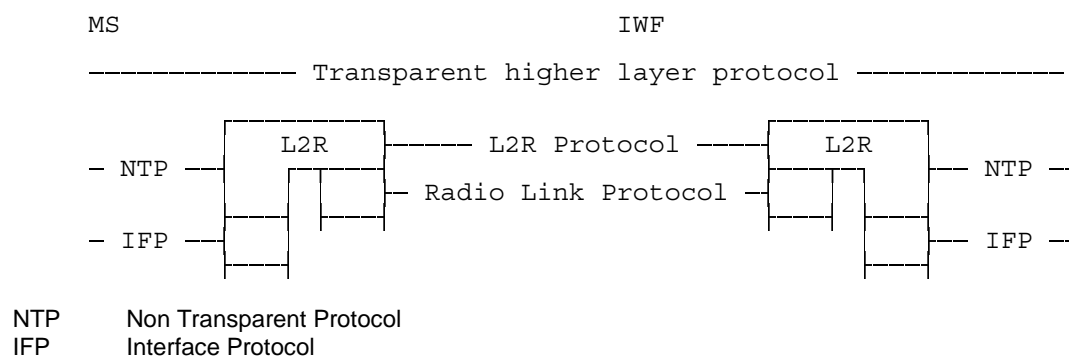 MS IWF
Transparent higher layer protocol
L2R L2R Protocol L2R
NTP NTP
Radio Link Protocol
IFP IFP
NTP Non Transparent Protocol
IFP Interface Protocol